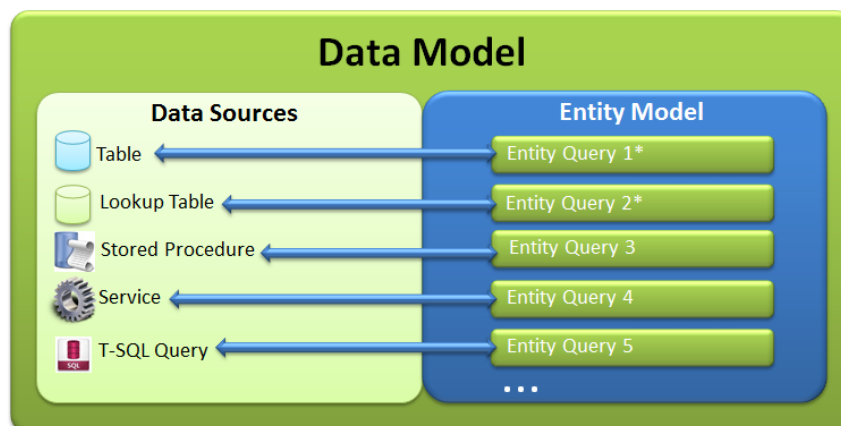 Data Model
Data Sources
Entity Model
Table
Entity Query 1*
Lookup Table
Entity Query 2*
Stored Procedure
Entity Query 3
Service
Entity Query 4
SQL
T-SQL Query
Entity Query 5
...